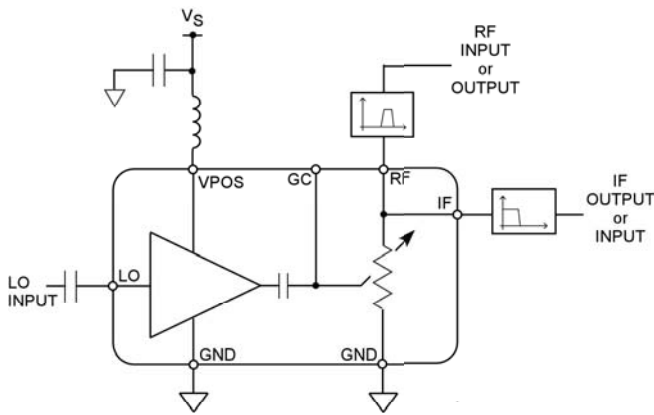 VS
RF
INPUT
or
OUTPUT
VPOS
GC
RF
IF
IF
OUTPUT
or
INPUT
LO
INPUT
LO
GND
GND